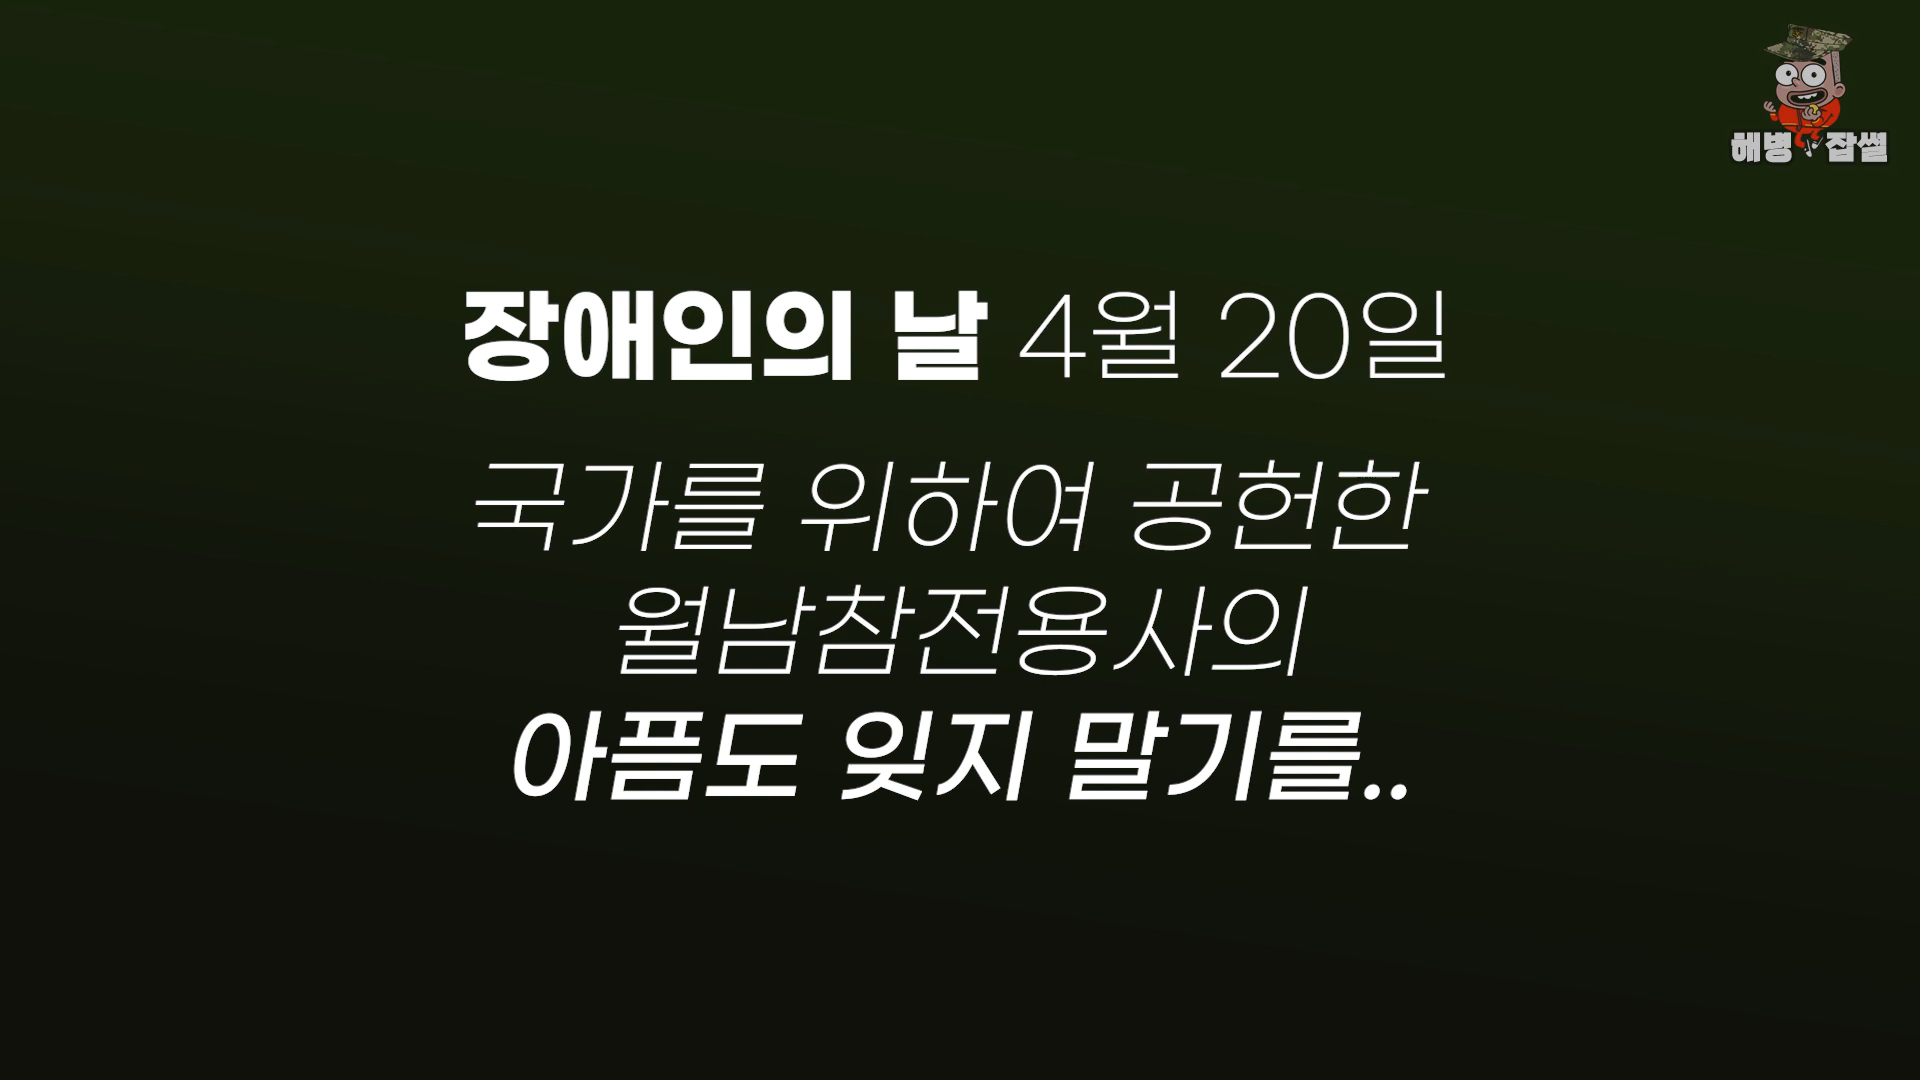 해병 잡썰
장애인의 날 4월 20일
국가를 위하여 공헌한
월남참전용사의
아픔도 잊지 말기를..